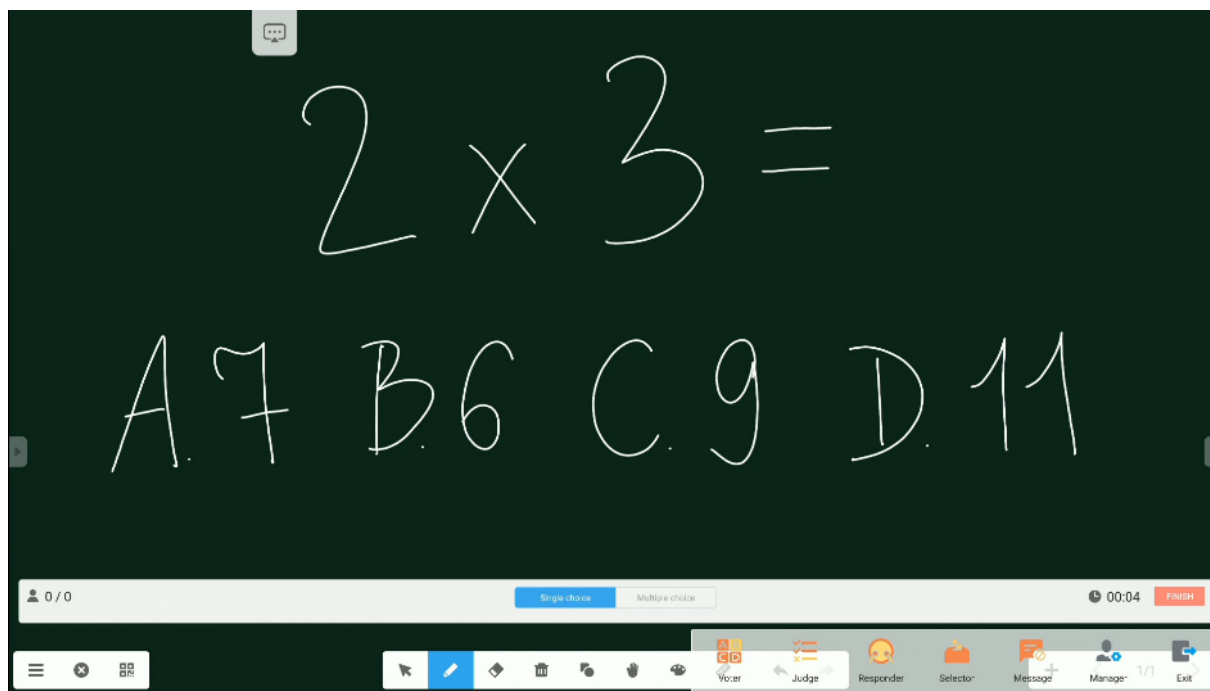 2 x 3 =
A. 7 B. 6 C. 9 D. 11
0 / 0 Single choice Multiple choice 00:04 FINISH
Voter Judge Responder Selector Message Manager 1/1 Exit